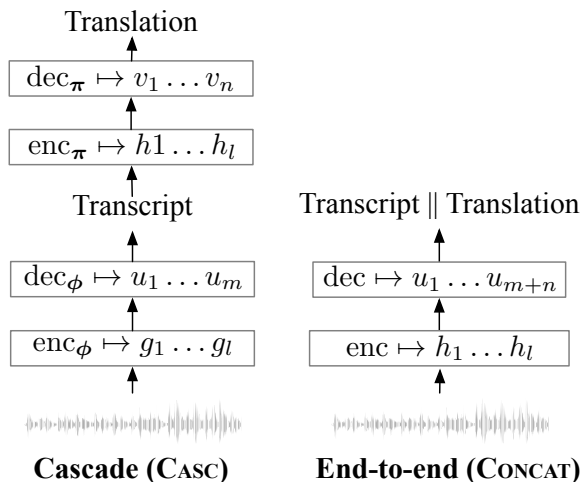 Translation
dec_π ↦ v_1 … v_n
enc_π ↦ h1 … h_l
Transcript
dec_ϕ ↦ u_1 … u_m
enc_ϕ ↦ g_1 … g_l
Cascade (CASC)
Transcript ∥ Translation
dec ↦ u_1 … u_{m+n}
enc ↦ h_1 … h_l
End-to-end (CONCAT)